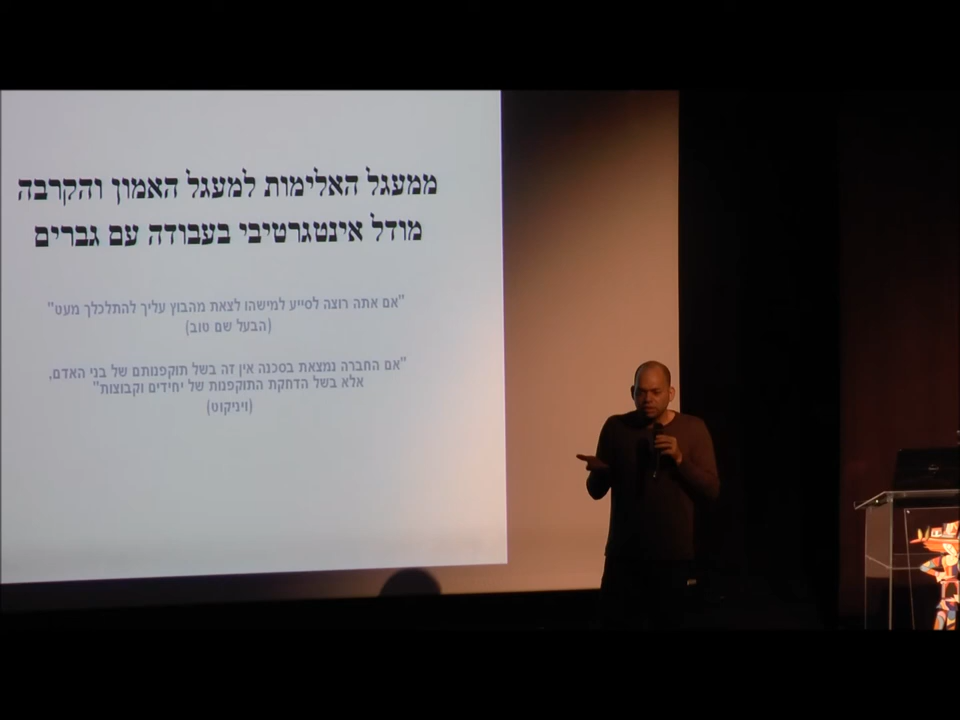 ממעגל האלימות למעגל האמון והקרבה
מודל אינטגרטיבי בעבודה עם גברים
"אם אתה רוצה לסייע למישהו לצאת מהבוץ עליך להתלכלך מעט"
(הבעל שם טוב)
"אם החברה נמצאת בסכנה אין זה בשל תוקפנותם של בני האדם,
אלא בשל הדחקת התוקפנות של יחידים וקבוצות"
(ויניקוט)